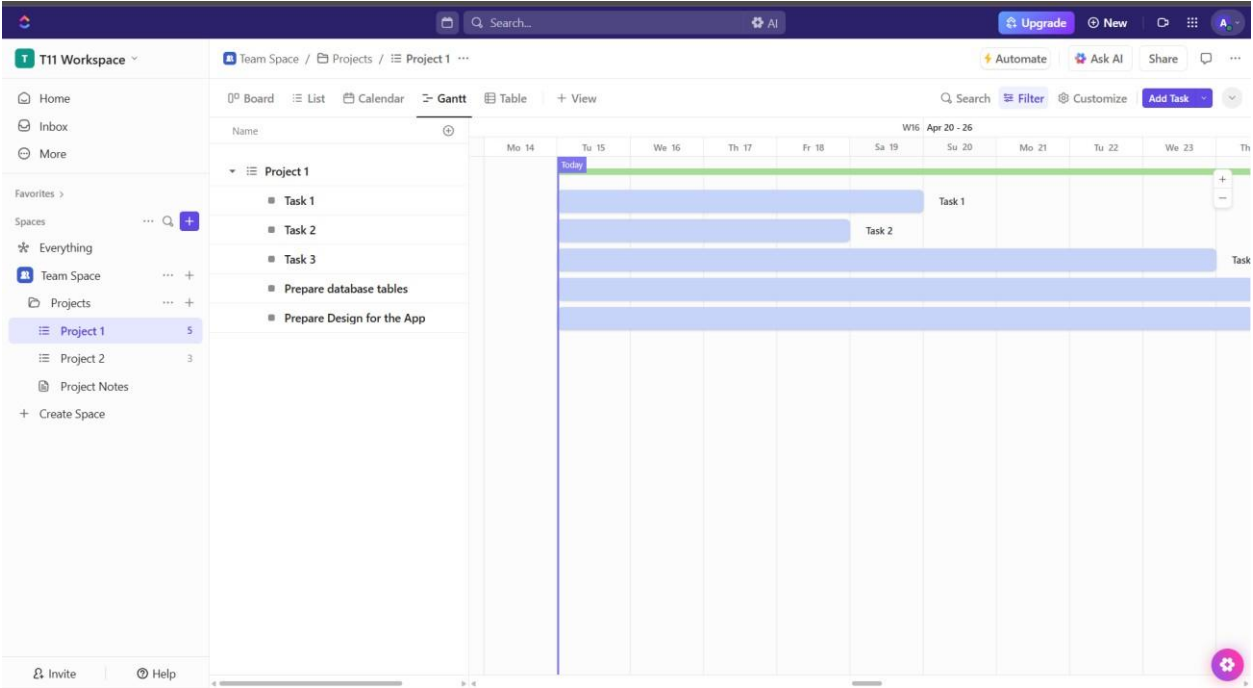 Search...
AI
Upgrade
New
A
T T11 Workspace
Team Space / Projects / Project 1 ...
Automate
Ask AI
Share
Home
Inbox
More
Board
List
Calendar
Gantt
Table
+ View
Search
Filter
Customize
Add Task
Name
W16 Apr 20 - 26
Mo 14 Tu 15 We 16 Th 17 Fr 18 Sa 19 Su 20 Mo 21 Tu 22 We 23 Th
Today
Favorites
Spaces
Everything
Team Space
Projects
Project 1 5
Project 2 3
Project Notes
+ Create Space
Project 1
Task 1
Task 1
Task 2
Task 2
Task 3
Task
Prepare database tables
Prepare Design for the App
Invite
Help